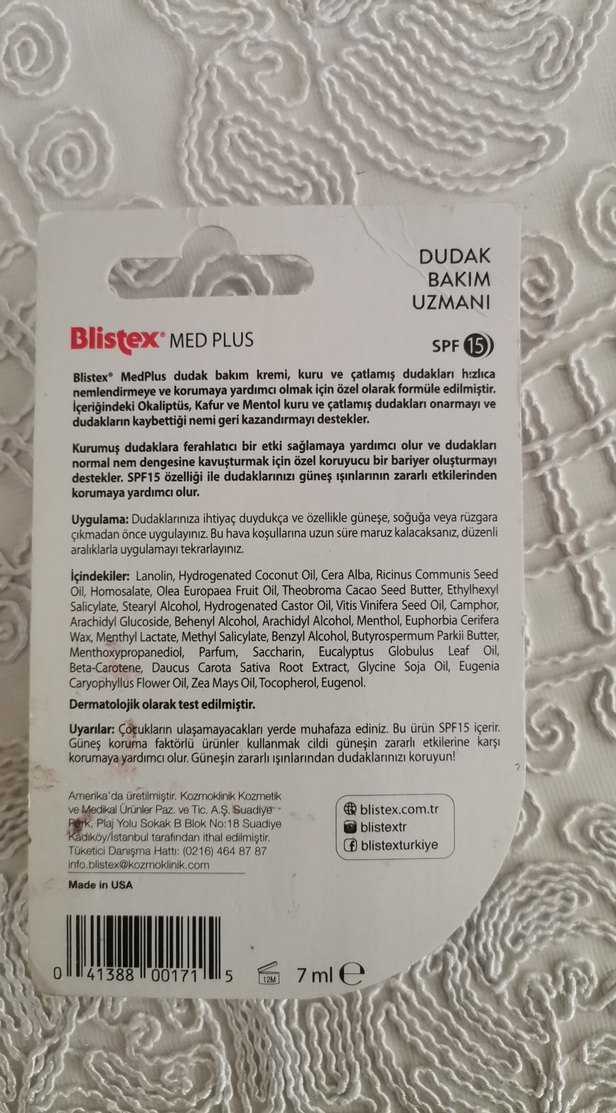 DUDAK
BAKIM
UZMANI
Blistex® MED PLUS
SPF 15
Blistex® MedPlus dudak bakım kremi, kuru ve çatlamış dudakları hızlıca
nemlendirmeye ve korumaya yardımcı olmak için özel olarak formüle edilmiştir.
İçeriğindeki Okaliptüs, Kafur ve Mentol kuru ve çatlamış dudakları onarmayı ve
dudakların kaybettiği nemi geri kazandırmayı destekler.
Kurumuş dudaklara ferahlatıcı bir etki sağlamaya yardımcı olur ve dudakları
normal nem dengesine kavuşturmak için özel koruyucu bir bariyer oluşturmayı
destekler. SPF15 özelliği ile dudaklarınızı güneş ışınlarının zararlı etkilerinden
korumaya yardımcı olur.
Uygulama: Dudaklarınıza ihtiyaç duydukça ve özellikle güneşe, soğuğa veya rüzgara
çıkmadan önce uygulayınız. Bu hava koşullarına uzun süre maruz kalacaksanız, düzenli
aralıklarla uygulamayı tekrarlayınız.
İçindekiler: Lanolin, Hydrogenated Coconut Oil, Cera Alba, Ricinus Communis Seed
Oil, Homosalate, Olea Europaea Fruit Oil, Theobroma Cacao Seed Butter, Ethylhexyl
Salicylate, Stearyl Alcohol, Hydrogenated Castor Oil, Vitis Vinifera Seed Oil, Camphor,
Arachidyl Glucoside, Behenyl Alcohol, Arachidyl Alcohol, Menthol, Euphorbia Cerifera
Wax, Menthyl Lactate, Methyl Salicylate, Benzyl Alcohol, Butyrospermum Parkii Butter,
Menthoxypropanediol, Parfum, Saccharin, Eucalyptus Globulus Leaf Oil,
Beta-Carotene, Daucus Carota Sativa Root Extract, Glycine Soja Oil, Eugenia
Caryophyllus Flower Oil, Zea Mays Oil, Tocopherol, Eugenol.
Dermatolojik olarak test edilmiştir.
Uyarılar: Çocukların ulaşamayacakları yerde muhafaza ediniz. Bu ürün SPF15 içerir.
Güneş koruma faktörlü ürünler kullanmak cildi güneşin zararlı etkilerine karşı
korumaya yardımcı olur. Güneşin zararlı ışınlarından dudaklarınızı koruyun!
Amerika'da üretilmiştir. Kozmoklinik Kozmetik
ve Medikal Ürünler Paz. ve Tic. A.Ş. Suadiye
Park, Plaj Yolu Sokak B Blok No:18 Suadiye
Kadıköy/İstanbul tarafından ithal edilmiştir.
Tüketici Danışma Hattı: (0216) 464 87 87
info.blistex@kozmoklinik.com
blistex.com.tr
blistextr
blistexturkiye
Made in USA
0 41388 00171 5
12M
7 ml ℮